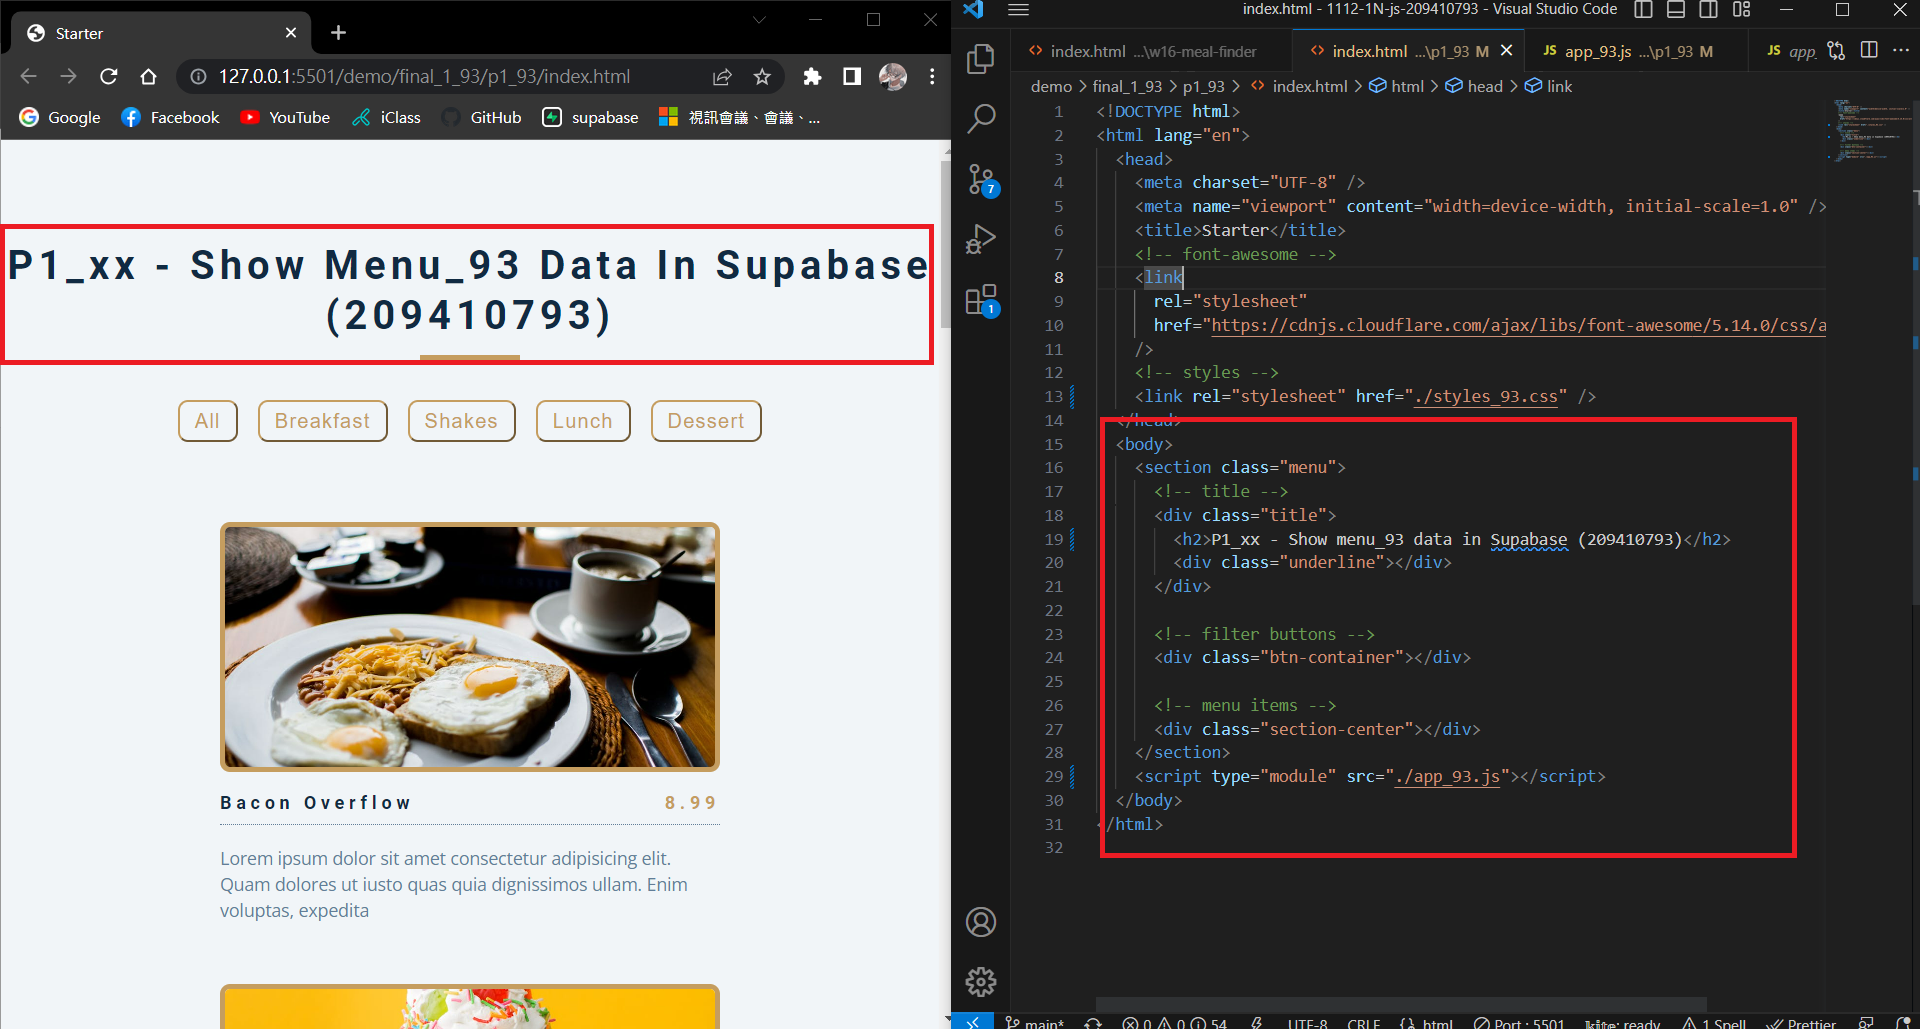 Starter
127.0.0.1:5501/demo/final_1_93/p1_93/index.html
Google Facebook YouTube iClass GitHub supabase 視訊會議、會議、...
P1_xx - Show Menu_93 Data In Supabase
(209410793)
All Breakfast Shakes Lunch Dessert
Bacon Overflow 8.99
Lorem ipsum dolor sit amet consectetur adipisicing elit.
Quam dolores ut iusto quas quia dignissimos ullam. Enim
voluptas, expedita
index.html - 1112-1N-js-209410793 - Visual Studio Code
index.html ...\w16-meal-finder index.html ...\p1_93 M JS app_93.js ...\p1_93 M JS app_
demo > final_1_93 > p1_93 > index.html > html > head > link
7
1
1 <!DOCTYPE html>
2 <html lang="en">
3 <head>
4 <meta charset="UTF-8" />
5 <meta name="viewport" content="width=device-width, initial-scale=1.0" />
6 <title>Starter</title>
7 <!-- font-awesome -->
8 <link
9 rel="stylesheet"
10 href="https://cdnjs.cloudflare.com/ajax/libs/font-awesome/5.14.0/css/a
11 />
12 <!-- styles -->
13 <link rel="stylesheet" href="./styles_93.css" />
14 </head>
15 <body>
16 <section class="menu">
17 <!-- title -->
18 <div class="title">
19 <h2>P1_xx - Show menu_93 data in Supabase (209410793)</h2>
20 <div class="underline"></div>
21 </div>
22
23 <!-- filter buttons -->
24 <div class="btn-container"></div>
25
26 <!-- menu items -->
27 <div class="section-center"></div>
28 </section>
29 <script type="module" src="./app_93.js"></script>
30 </body>
31 </html>
32
main* 0 0 54 UTF-8 CRLF {} html Port : 5501 kite: ready 1 Spell Prettier